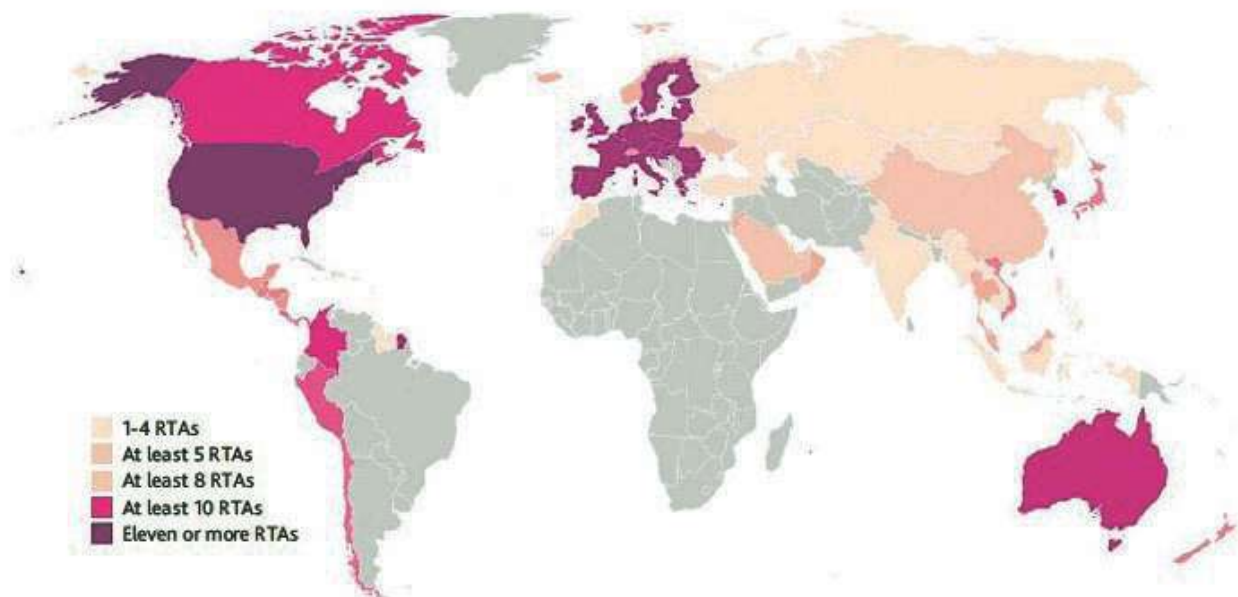 1-4 RTAs
At least 5 RTAs
At least 8 RTAs
At least 10 RTAs
Eleven or more RTAs